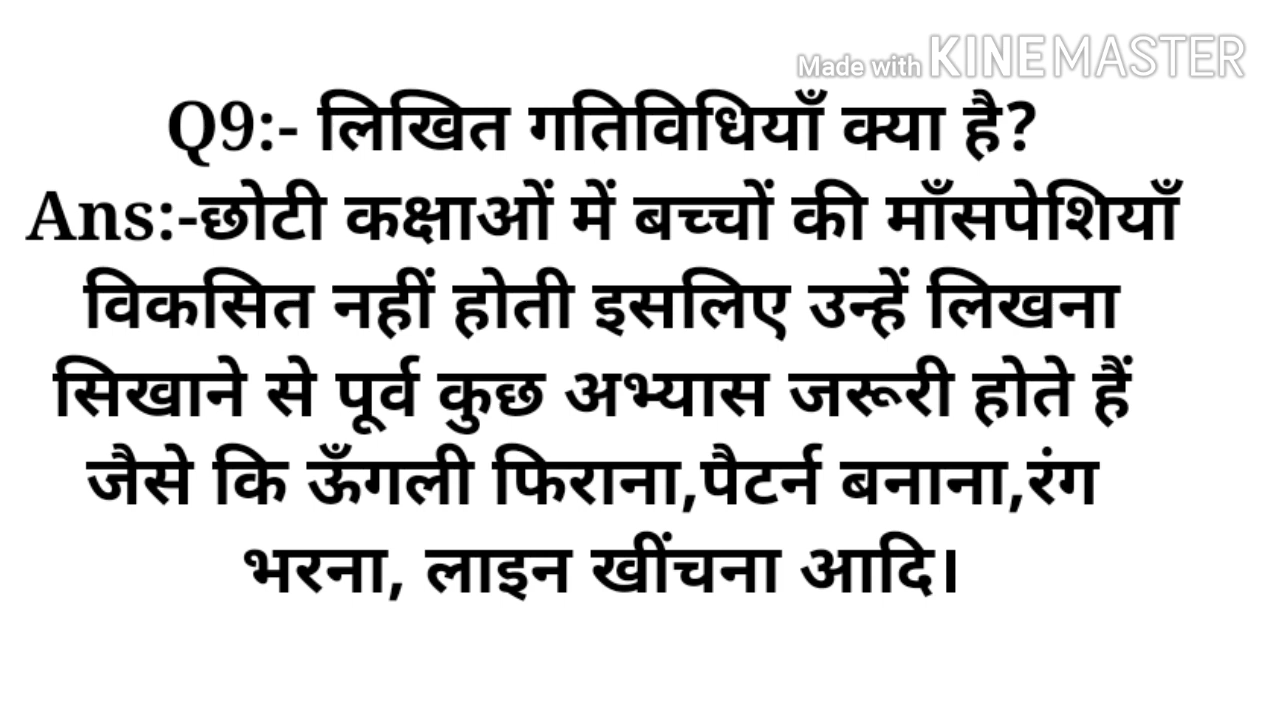 Made with KINEMASTER
Q9:- लिखित गतिविधियाँ क्या है?
Ans:-छोटी कक्षाओं में बच्चों की माँसपेशियाँ
विकसित नहीं होती इसलिए उन्हें लिखना
सिखाने से पूर्व कुछ अभ्यास जरूरी होते हैं
जैसे कि ऊँगली फिराना,पैटर्न बनाना,रंग
भरना, लाइन खींचना आदि।